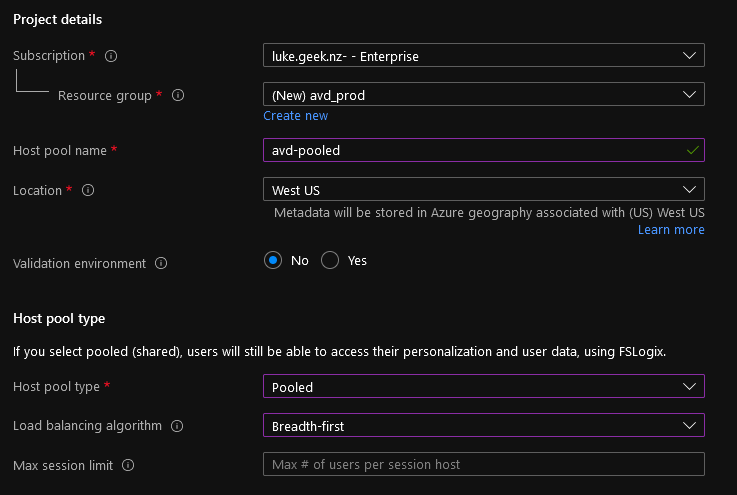 Project details
Subscription *
luke.geek.nz- - Enterprise
Resource group *
(New) avd_prod
Create new
Host pool name *
avd-pooled
Location *
West US
Metadata will be stored in Azure geography associated with (US) West US
Learn more
Validation environment
No Yes
Host pool type
If you select pooled (shared), users will still be able to access their personalization and user data, using FSLogix.
Host pool type *
Pooled
Load balancing algorithm
Breadth-first
Max session limit
Max # of users per session host